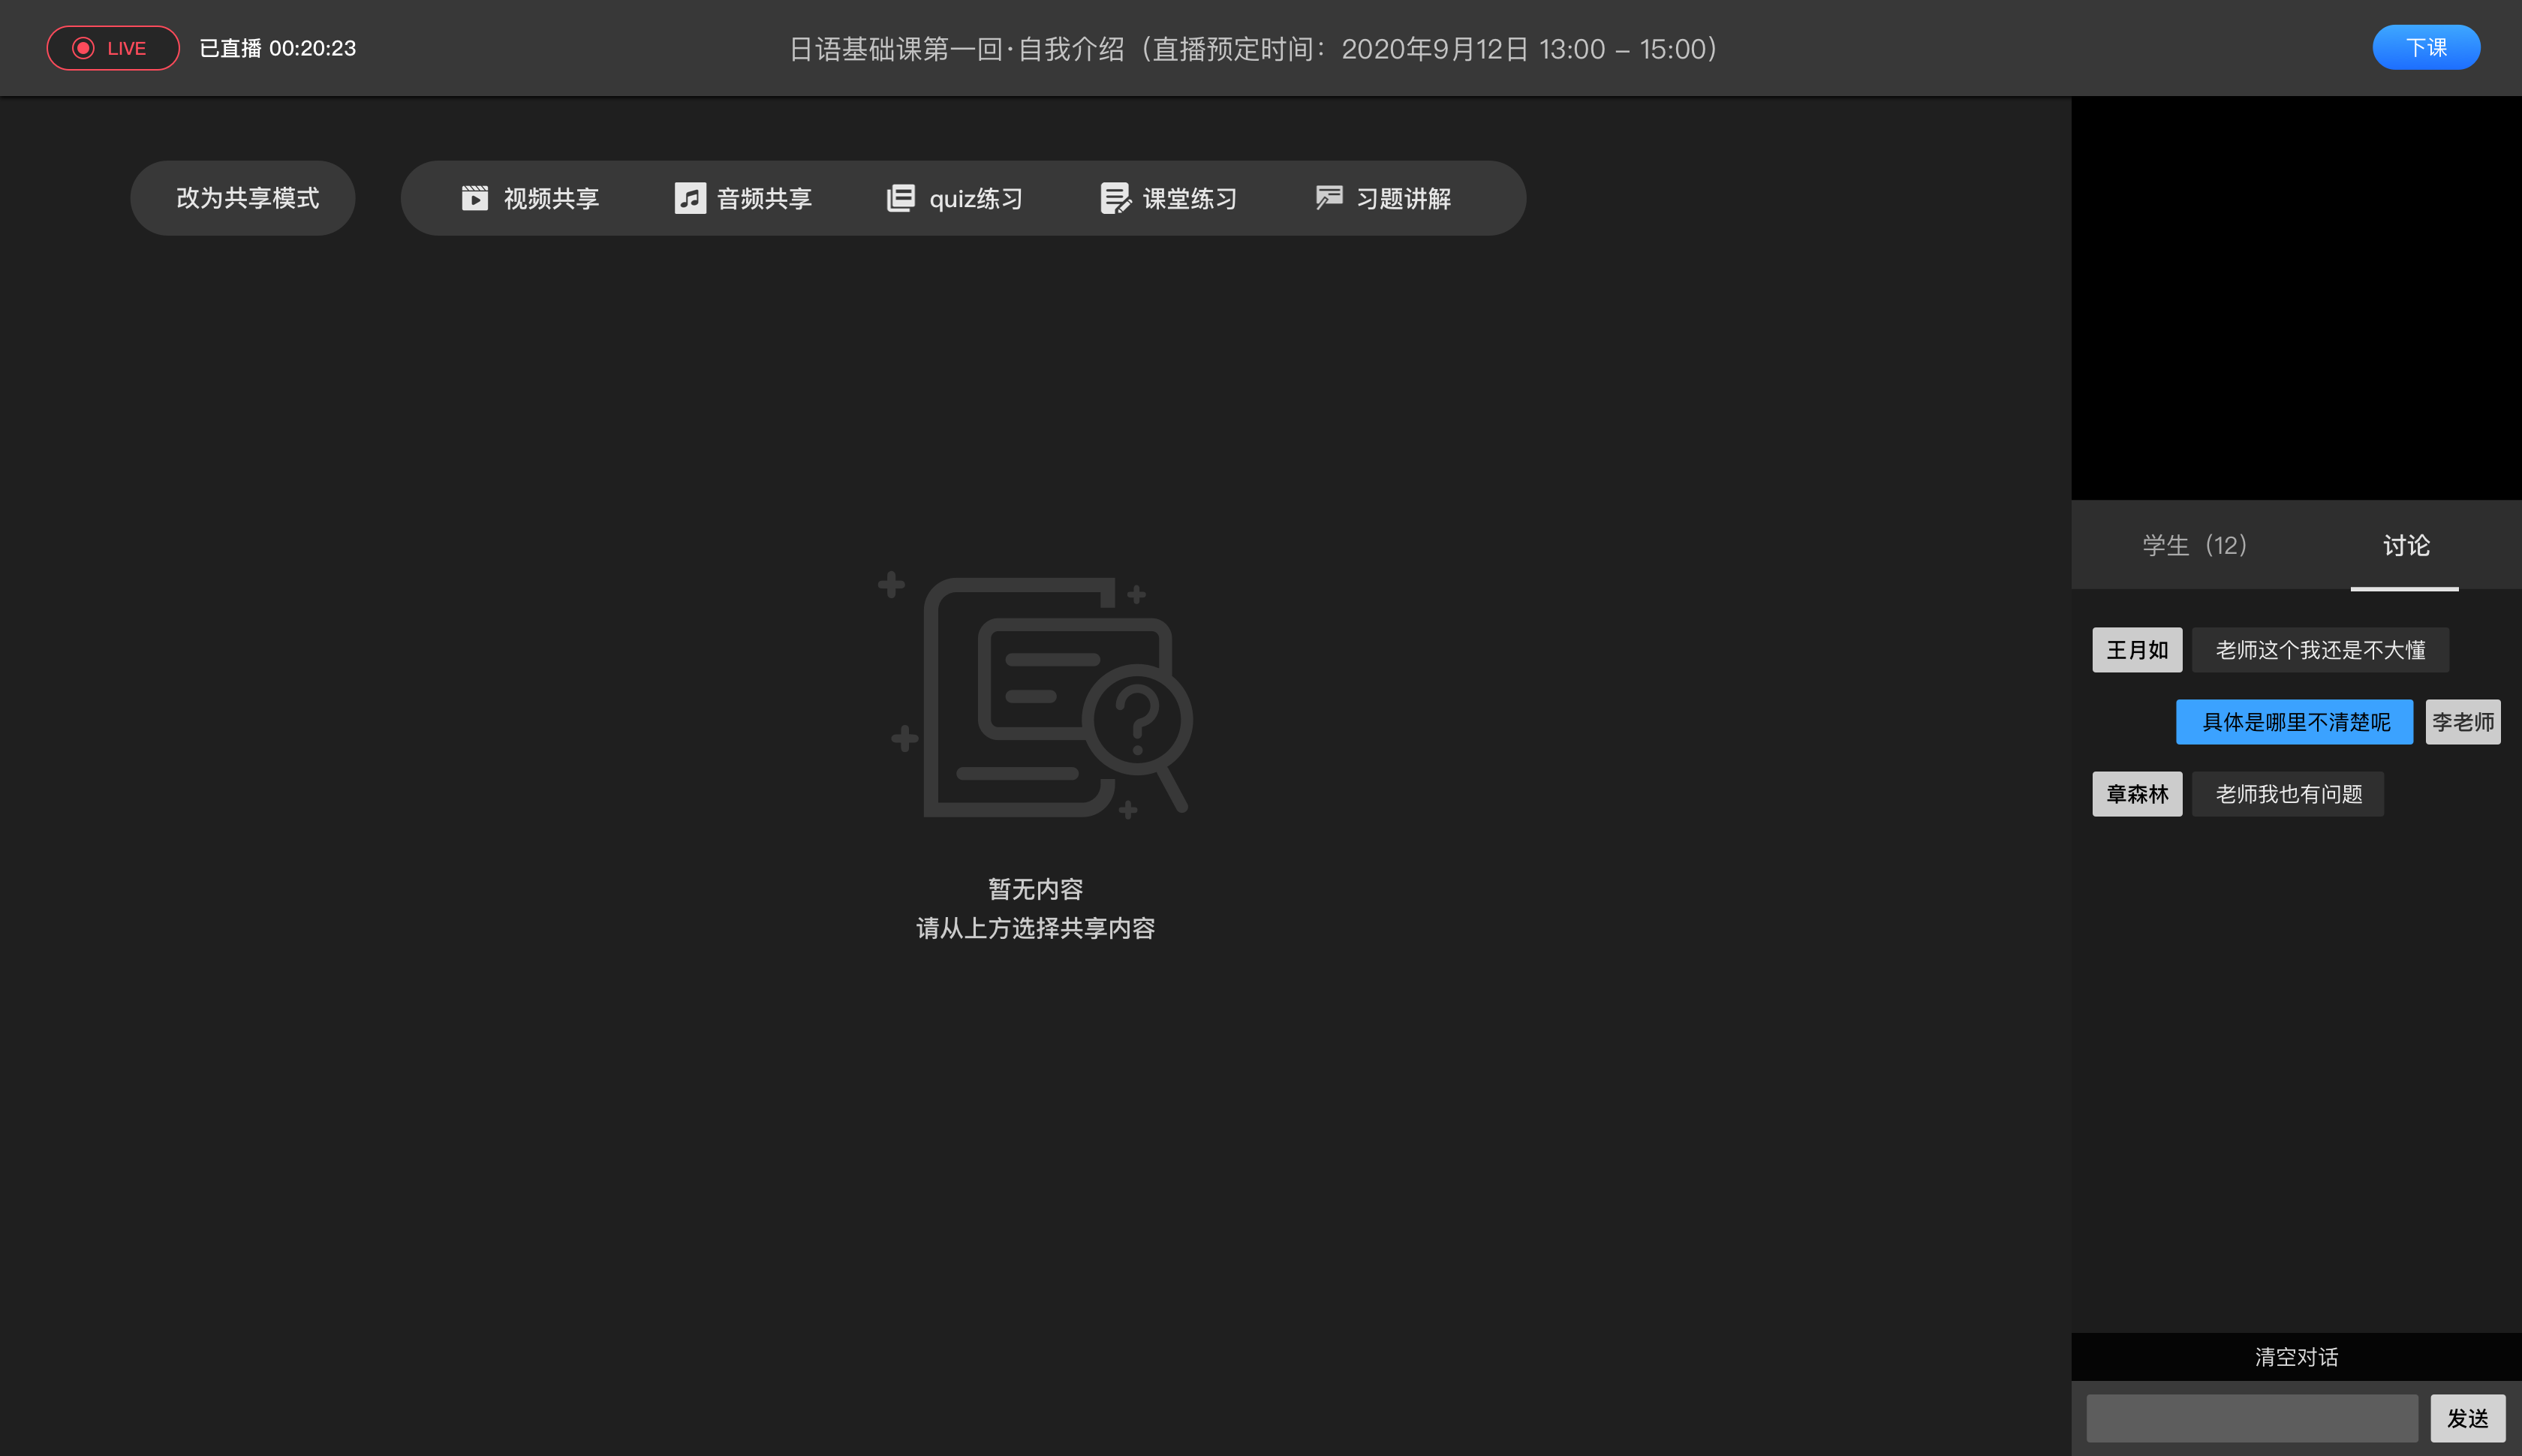 LIVE 已直播 00:20:23 日语基础课第一回·自我介绍（直播预定时间：2020年9月12日 13:00 – 15:00） 下课
改为共享模式 视频共享 音频共享 quiz练习 课堂练习 习题讲解
学生（12） 讨论
王月如 老师这个我还是不大懂
具体是哪里不清楚呢 李老师
章森林 老师我也有问题
暂无内容
请从上方选择共享内容
清空对话
发送